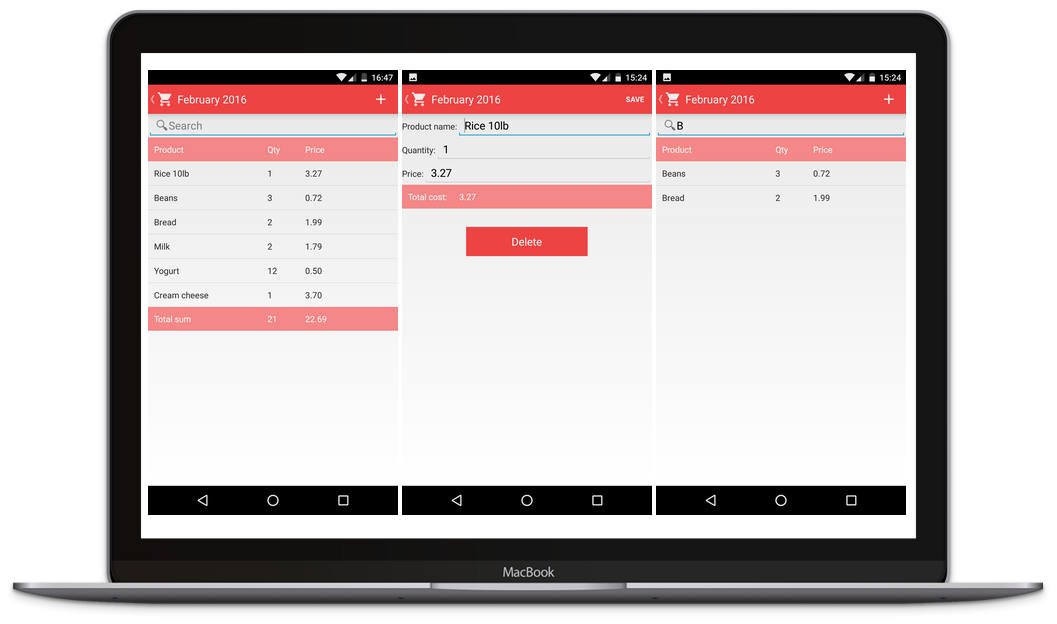 16:47
February 2016 +
Search
Product Qty Price
Rice 10lb 1 3.27
Beans 3 0.72
Bread 2 1.99
Milk 2 1.79
Yogurt 12 0.50
Cream cheese 1 3.70
Total sum 21 22.69
15:24
February 2016 SAVE
Product name: Rice 10lb
Quantity: 1
Price: 3.27
Total cost: 3.27
Delete
15:24
February 2016 +
B
Product Qty Price
Beans 3 0.72
Bread 2 1.99
MacBook